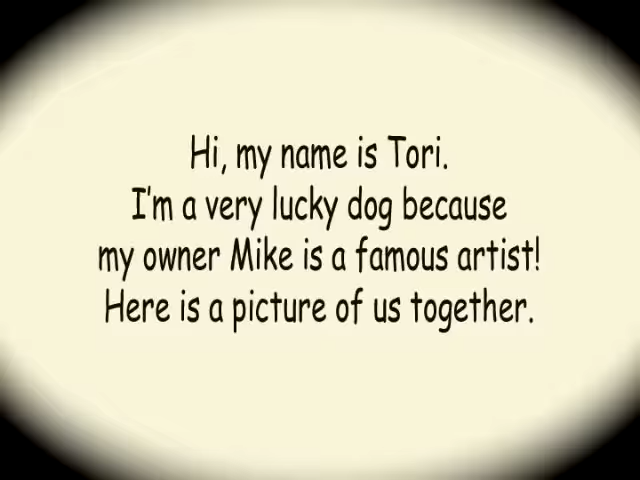 Hi, my name is Tori.
I'm a very lucky dog because
my owner Mike is a famous artist!
Here is a picture of us together.